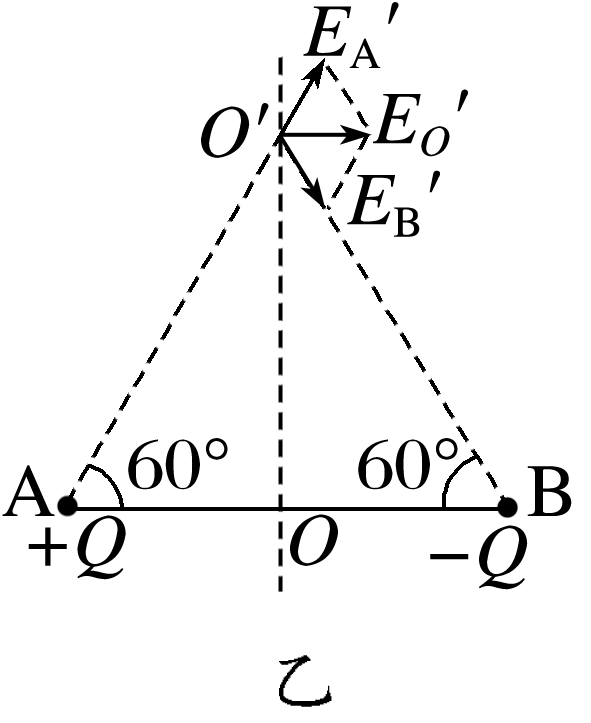 E_A′
O′ E_O′
E_B′
60° 60°
A B
+Q O −Q
乙